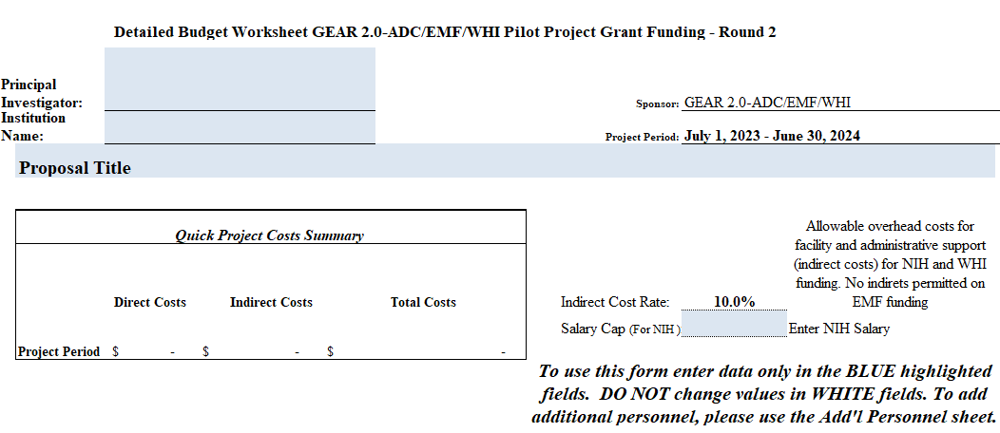 Detailed Budget Worksheet GEAR 2.0-ADC/EMF/WHI Pilot Project Grant Funding - Round 2
Principal
Investigator:
Sponsor: GEAR 2.0-ADC/EMF/WHI
Institution
Name:
Project Period: July 1, 2023 - June 30, 2024
Proposal Title
Quick Project Costs Summary
Direct Costs Indirect Costs Total Costs
Project Period $ - $ - $ -
Allowable overhead costs for
facility and administrative support
(indirect costs) for NIH and WHI
funding. No indirets permitted on
EMF funding
Indirect Cost Rate: 10.0%
Salary Cap (For NIH ) Enter NIH Salary
To use this form enter data only in the BLUE highlighted
fields. DO NOT change values in WHITE fields. To add
additional personnel, please use the Add'l Personnel sheet.